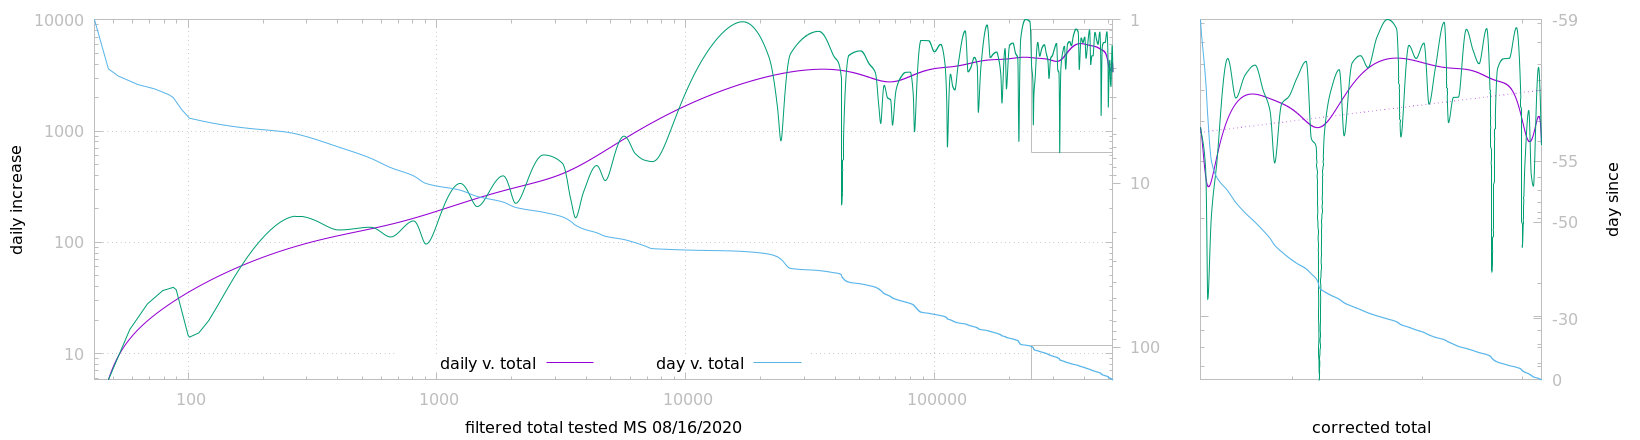 10000
1000
100
10
daily increase
100
1000
10000
100000
filtered total tested MS 08/16/2020
daily v. total
day v. total
1
10
100
-59
-55
-50
-30
0
day since
corrected total